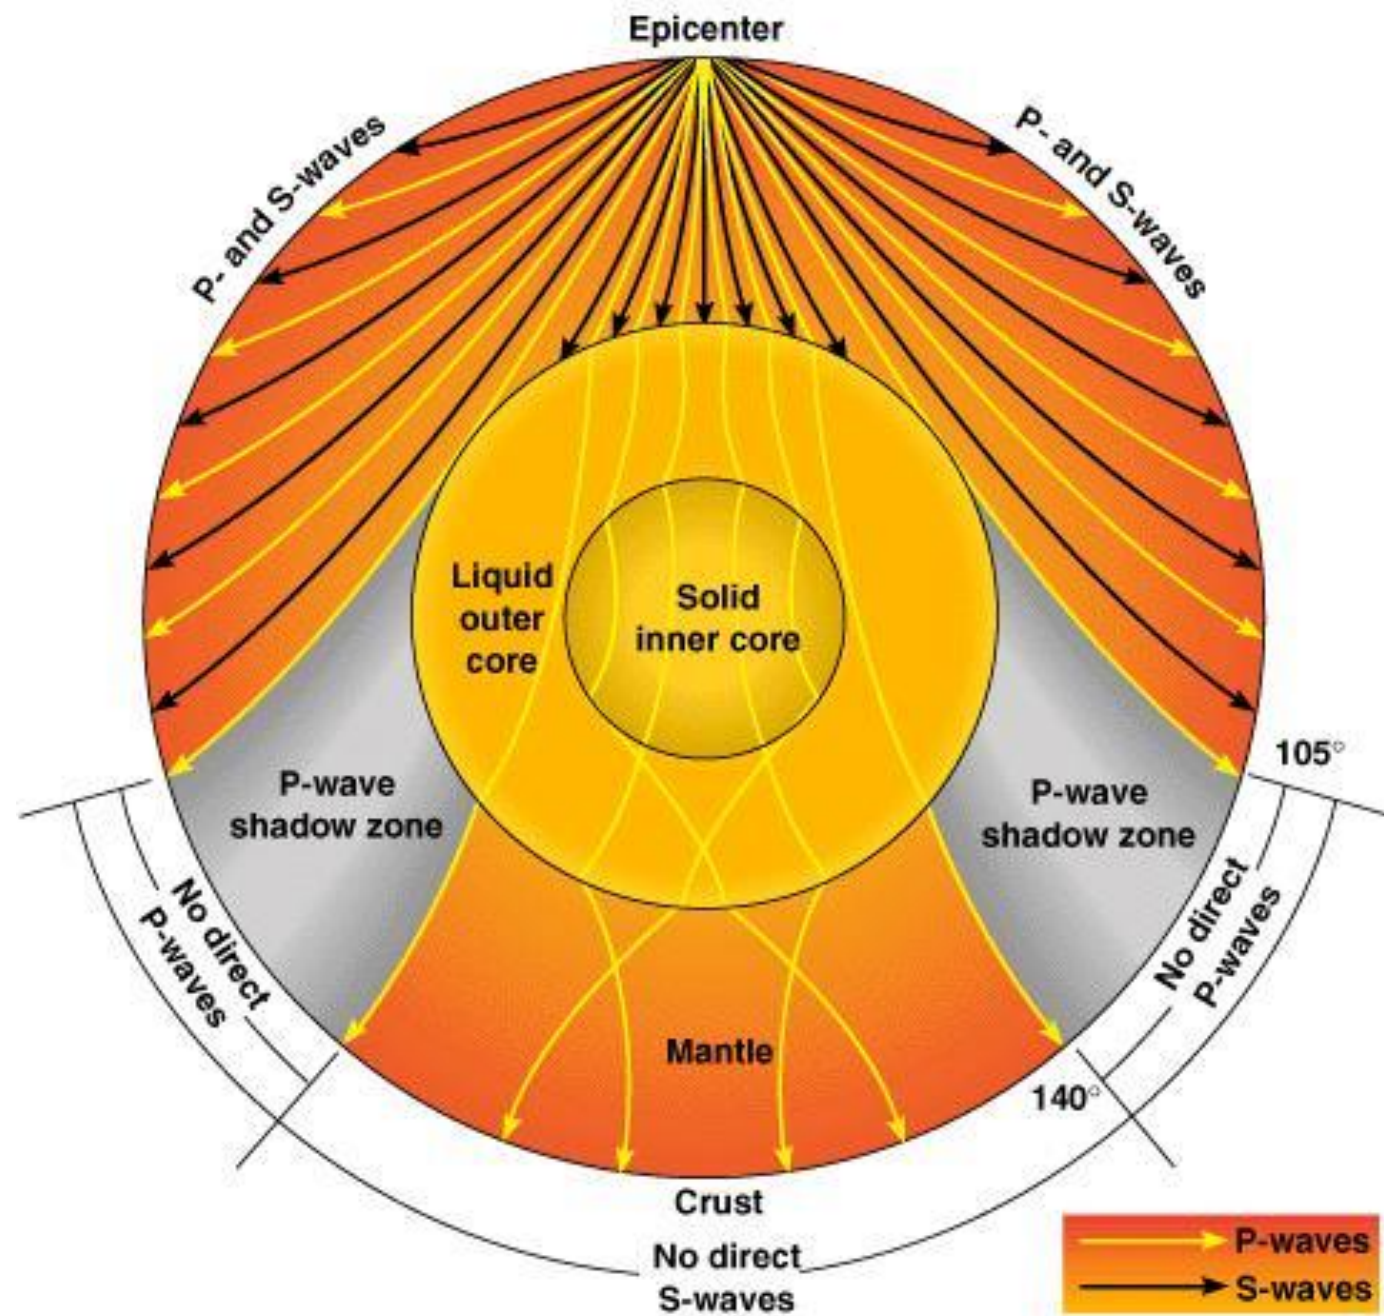 Epicenter
P- and S-waves
P- and S-waves
Liquid
outer
core
Solid
inner core
105°
P-wave
shadow zone
P-wave
shadow zone
No direct
P-waves
No direct
P-waves
Mantle
140°
Crust
No direct
S-waves
P-waves
S-waves